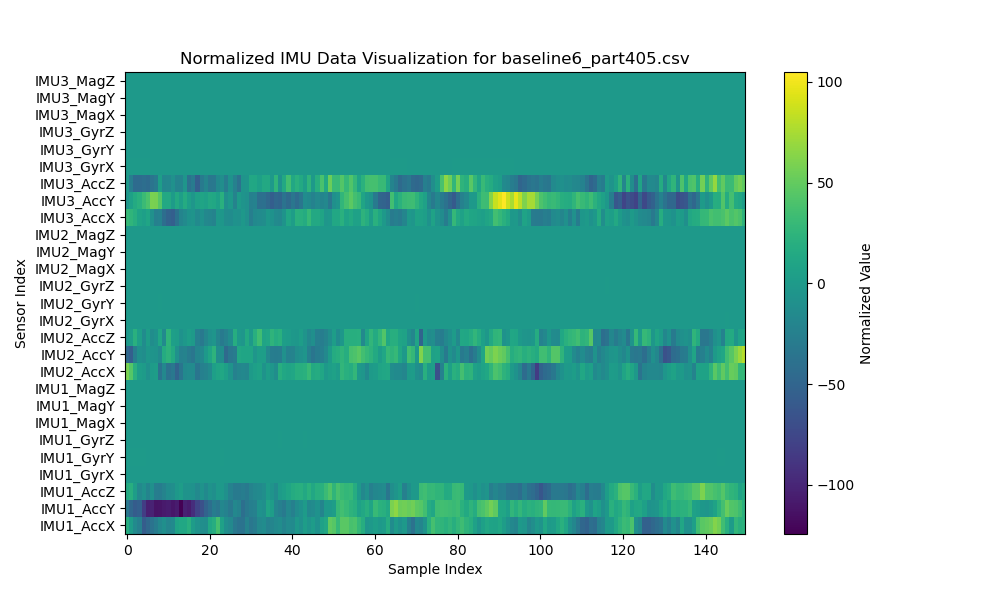 Normalized IMU Data Visualization for baseline6_part405.csv
IMU3_MagZ
IMU3_MagY
IMU3_MagX
IMU3_GyrZ
IMU3_GyrY
IMU3_GyrX
IMU3_AccZ
IMU3_AccY
IMU3_AccX
IMU2_MagZ
IMU2_MagY
IMU2_MagX
IMU2_GyrZ
IMU2_GyrY
IMU2_GyrX
IMU2_AccZ
IMU2_AccY
IMU2_AccX
IMU1_MagZ
IMU1_MagY
IMU1_MagX
IMU1_GyrZ
IMU1_GyrY
IMU1_GyrX
IMU1_AccZ
IMU1_AccY
IMU1_AccX
Sensor Index
0 20 40 60 80 100 120 140
Sample Index
100
50
0
−50
−100
Normalized Value